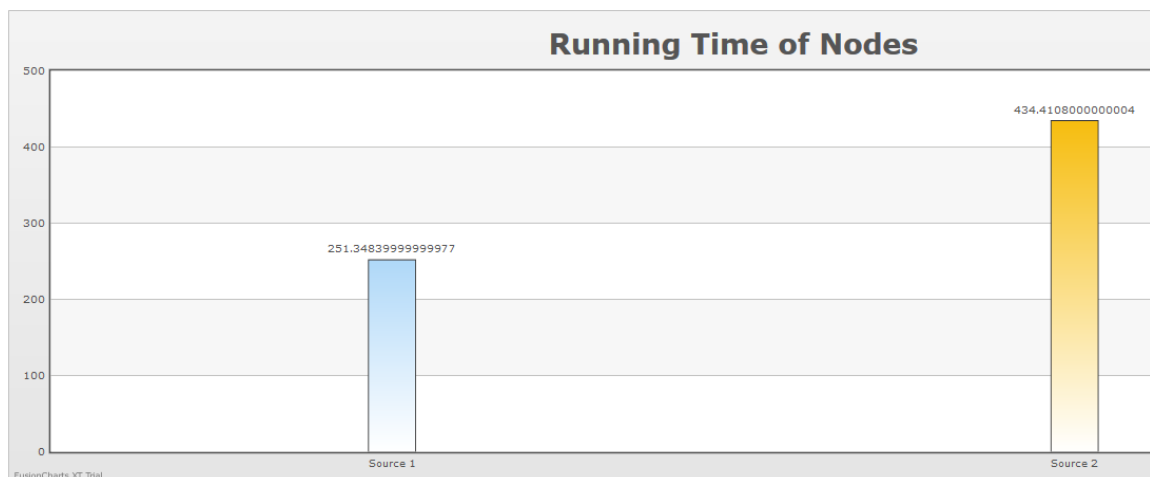 Running Time of Nodes
500
434.4108000000004
400
300
251.34839999999977
200
100
0
Source 1
Source 2
FusionCharts XT Trial